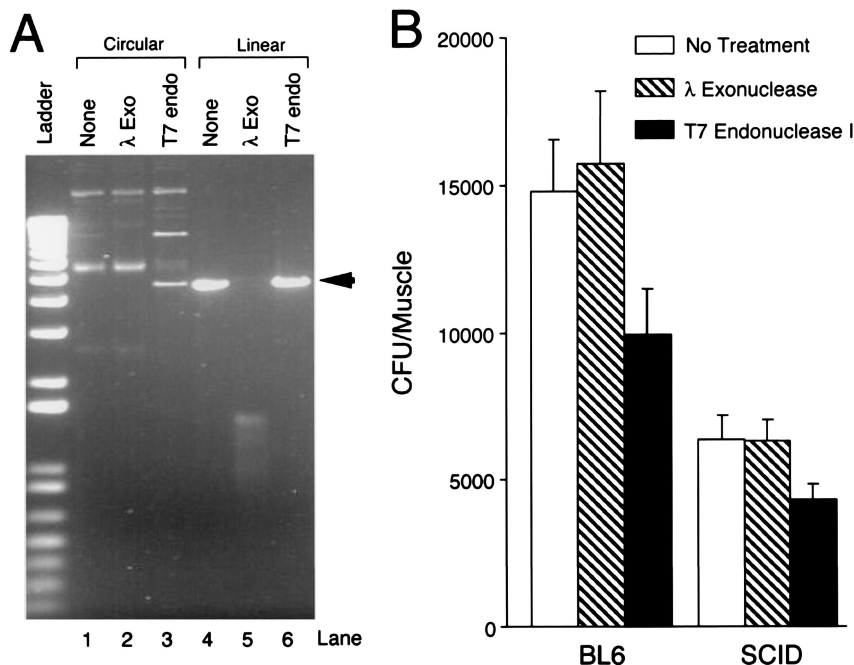 A
Circular
Linear
Ladder
None
λ Exo
T7 endo
None
λ Exo
T7 endo
1 2 3 4 5 6 Lane
B
No Treatment
λ Exonuclease
T7 Endonuclease I
CFU/Muscle
20000
15000
10000
5000
0
BL6
SCID